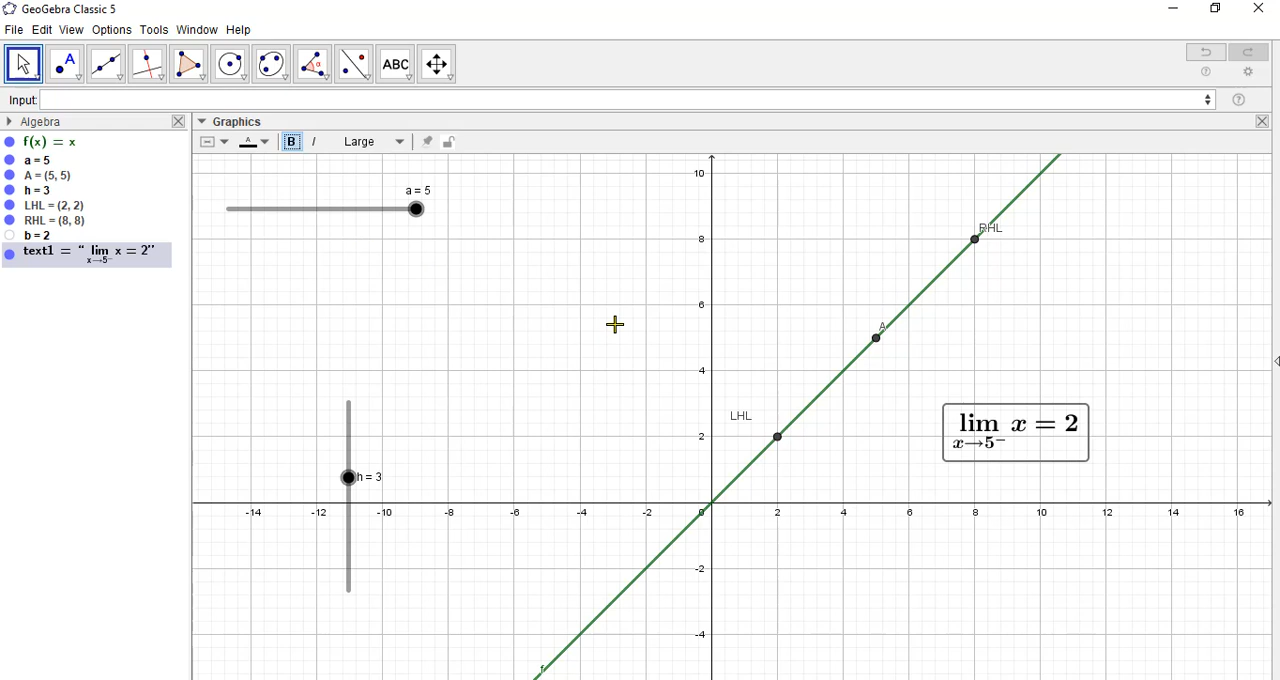 GeoGebra Classic 5
File Edit View Options Tools Window Help
A ABC
Input:
Algebra
Graphics
A B I Large
f(x) = x
a = 5
A = (5, 5)
h = 3
LHL = (2, 2)
RHL = (8, 8)
b = 2
text1 = “ lim x = 2”
x→5⁻
a = 5
10
RHL
8
6
A
4
LHL
lim x = 2
x→5⁻
2
h = 3
-14 -12 -10 -8 -6 -4 -2 0 2 4 6 8 10 12 14 16
-2
-4
f